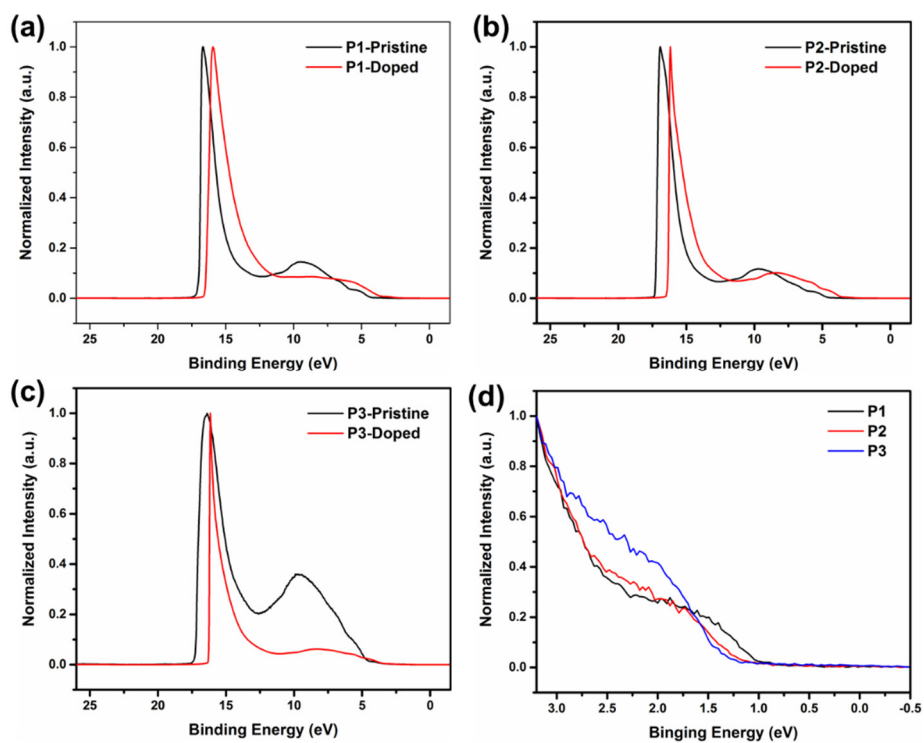 (a)
P1-Pristine
P1-Doped
Normalized Intensity (a.u.)
1.0
0.8
0.6
0.4
0.2
0.0
25 20 15 10 5 0
Binding Energy (eV)
(b)
P2-Pristine
P2-Doped
Normalized Intensity (a.u.)
1.0
0.8
0.6
0.4
0.2
0.0
25 20 15 10 5 0
Binding Energy (eV)
(c)
P3-Pristine
P3-Doped
Normalized Intensity (a.u.)
1.0
0.8
0.6
0.4
0.2
0.0
25 20 15 10 5 0
Binding Energy (eV)
(d)
P1
P2
P3
Normalized Intensity (a.u.)
1.0
0.8
0.6
0.4
0.2
0.0
3.0 2.5 2.0 1.5 1.0 0.5 0.0 -0.5
Binging Energy (eV)